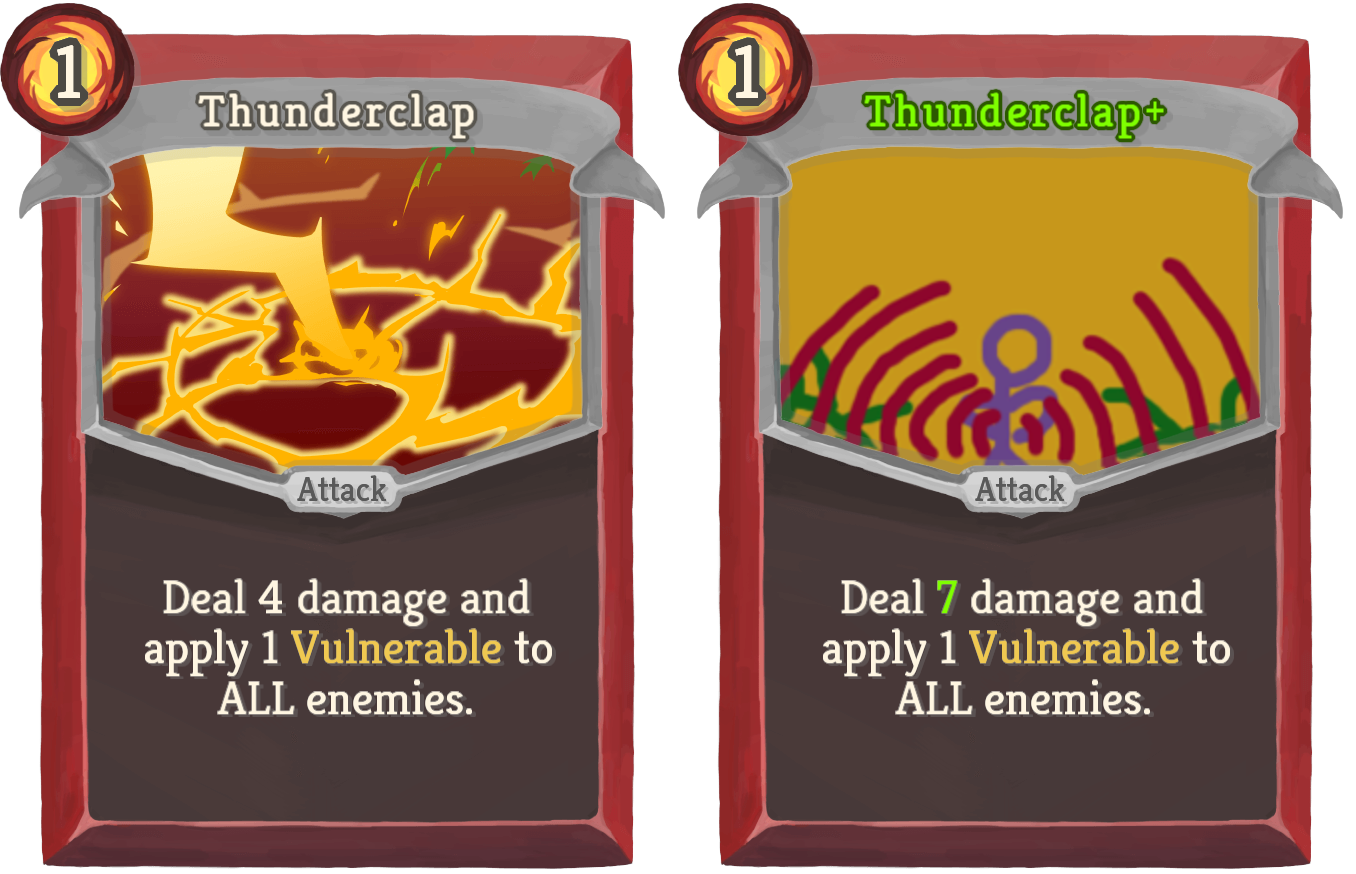 1
Thunderclap
Attack
Deal 4 damage and
apply 1 Vulnerable to
ALL enemies.
1
Thunderclap+
Attack
Deal 7 damage and
apply 1 Vulnerable to
ALL enemies.